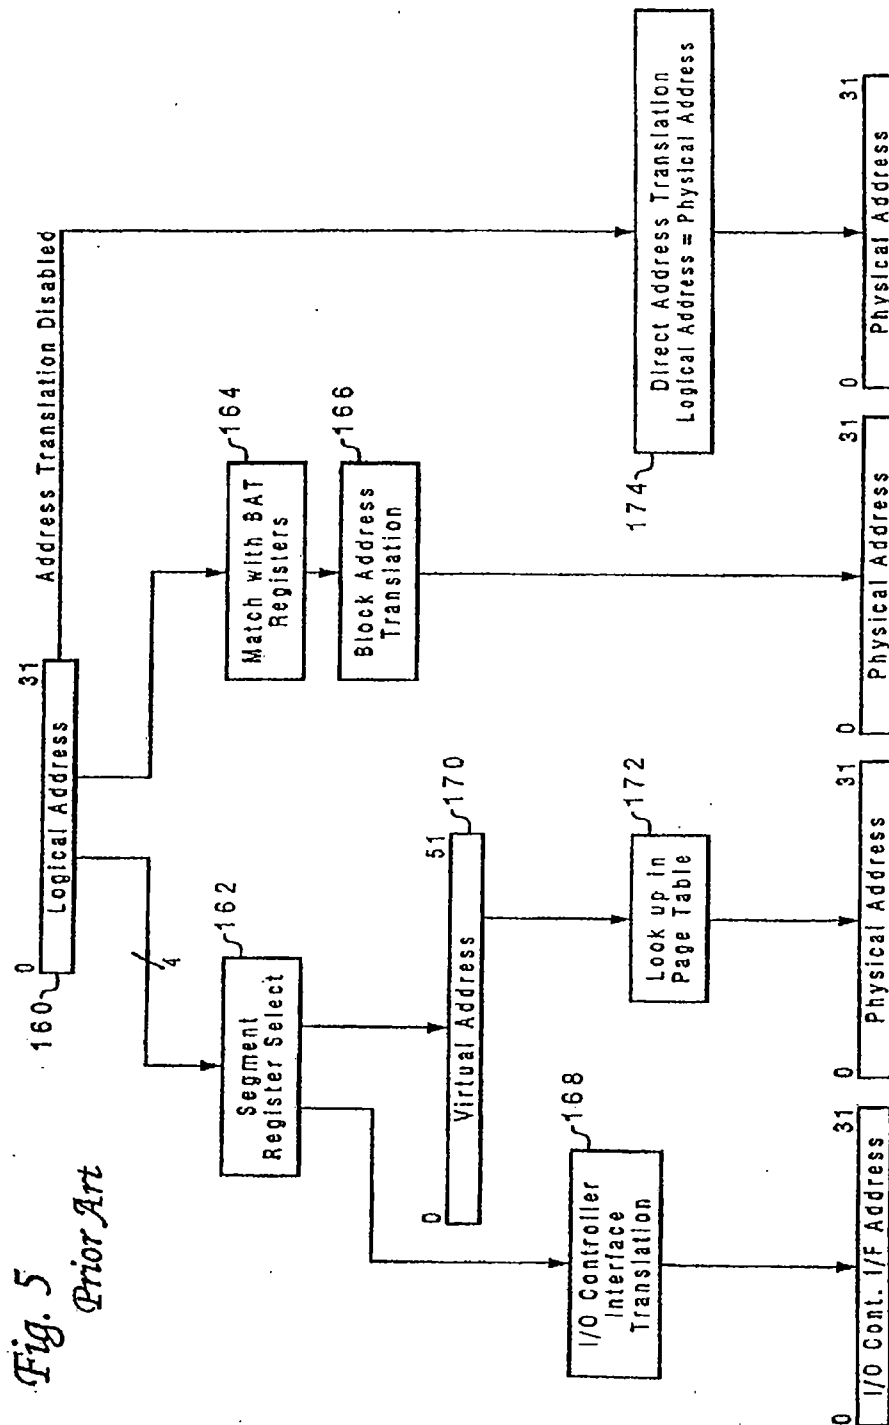 Fig. 5
Prior Art
160
0
31
Logical Address
Address Translation Disabled
4
162
Segment
Register Select
164
Match with BAT
Registers
166
Block Address
Translation
0
51
170
Virtual Address
168
I/O Controller
Interface
Translation
172
Look up in
Page Table
174
Direct Address Translation
Logical Address = Physical Address
0
31
I/O Cont. I/F Address
0
31
Physical Address
0
31
Physical Address
0
31
Physical Address